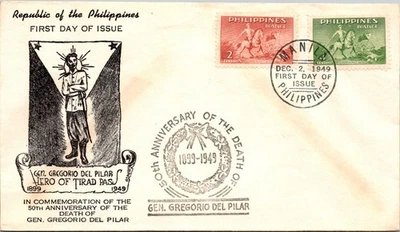 Republic of the Philippines
FIRST DAY OF ISSUE
GEN. GREGORIO DEL PILAR
HERO OF TIRAD PASS
1899 1949
IN COMMEMORATION OF THE
50TH ANNIVERSARY OF THE
DEATH OF
GEN. GREGORIO DEL PILAR
50th ANNIVERSARY OF THE DEATH OF
1899-1949
GEN. GREGORIO DEL PILAR
PHILIPPINES
2
PHILIPPINES
MANILA
DEC. 2, 1949
FIRST DAY OF
ISSUE
PHILIPPINES